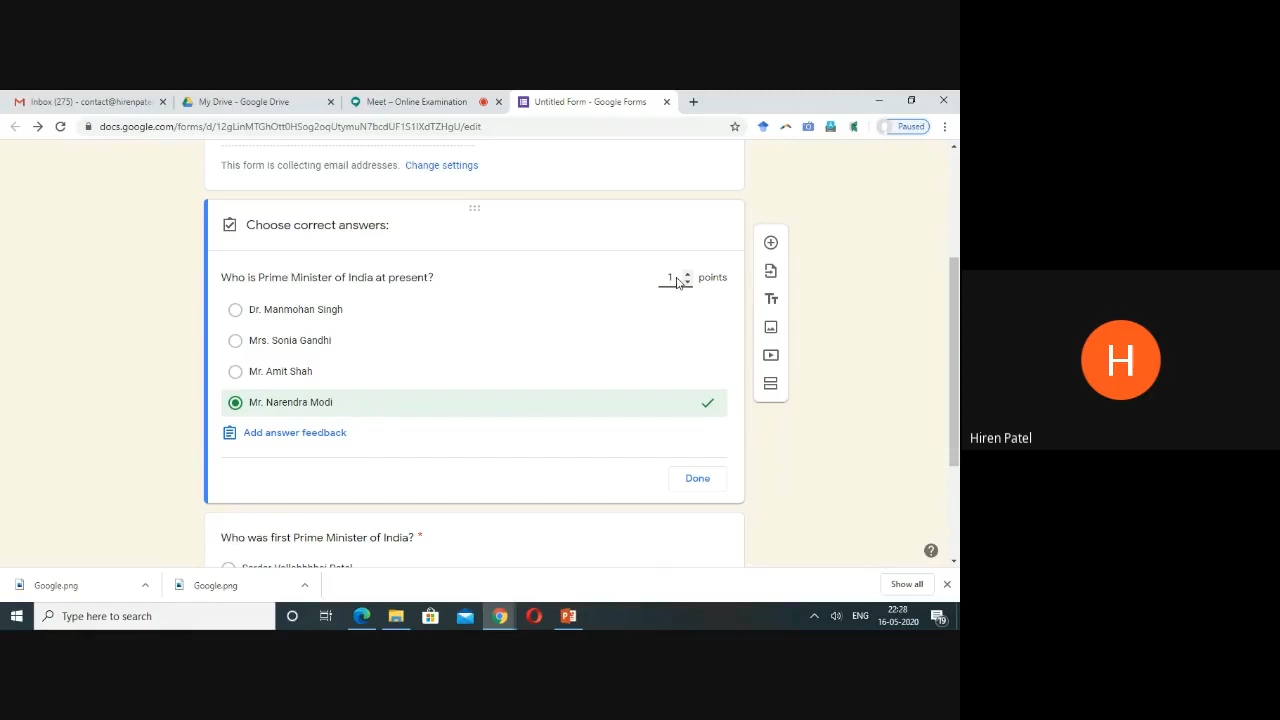 Inbox (275) - contact@hirenpate
My Drive - Google Drive
Meet – Online Examination
Untitled Form - Google Forms
docs.google.com/forms/d/12gLinMTGhOtt0HSog2oqUtymuN7bcdUF1S1lXdTZHgU/edit
Paused
This form is collecting email addresses. Change settings
Choose correct answers:
Who is Prime Minister of India at present?
1 points
Dr. Manmohan Singh
Mrs. Sonia Gandhi
Mr. Amit Shah
Mr. Narendra Modi
Add answer feedback
Done
Who was first Prime Minister of India? *
H
Hiren Patel
Google.png
Google.png
Show all
Type here to search
ENG
22:28
16-05-2020
19